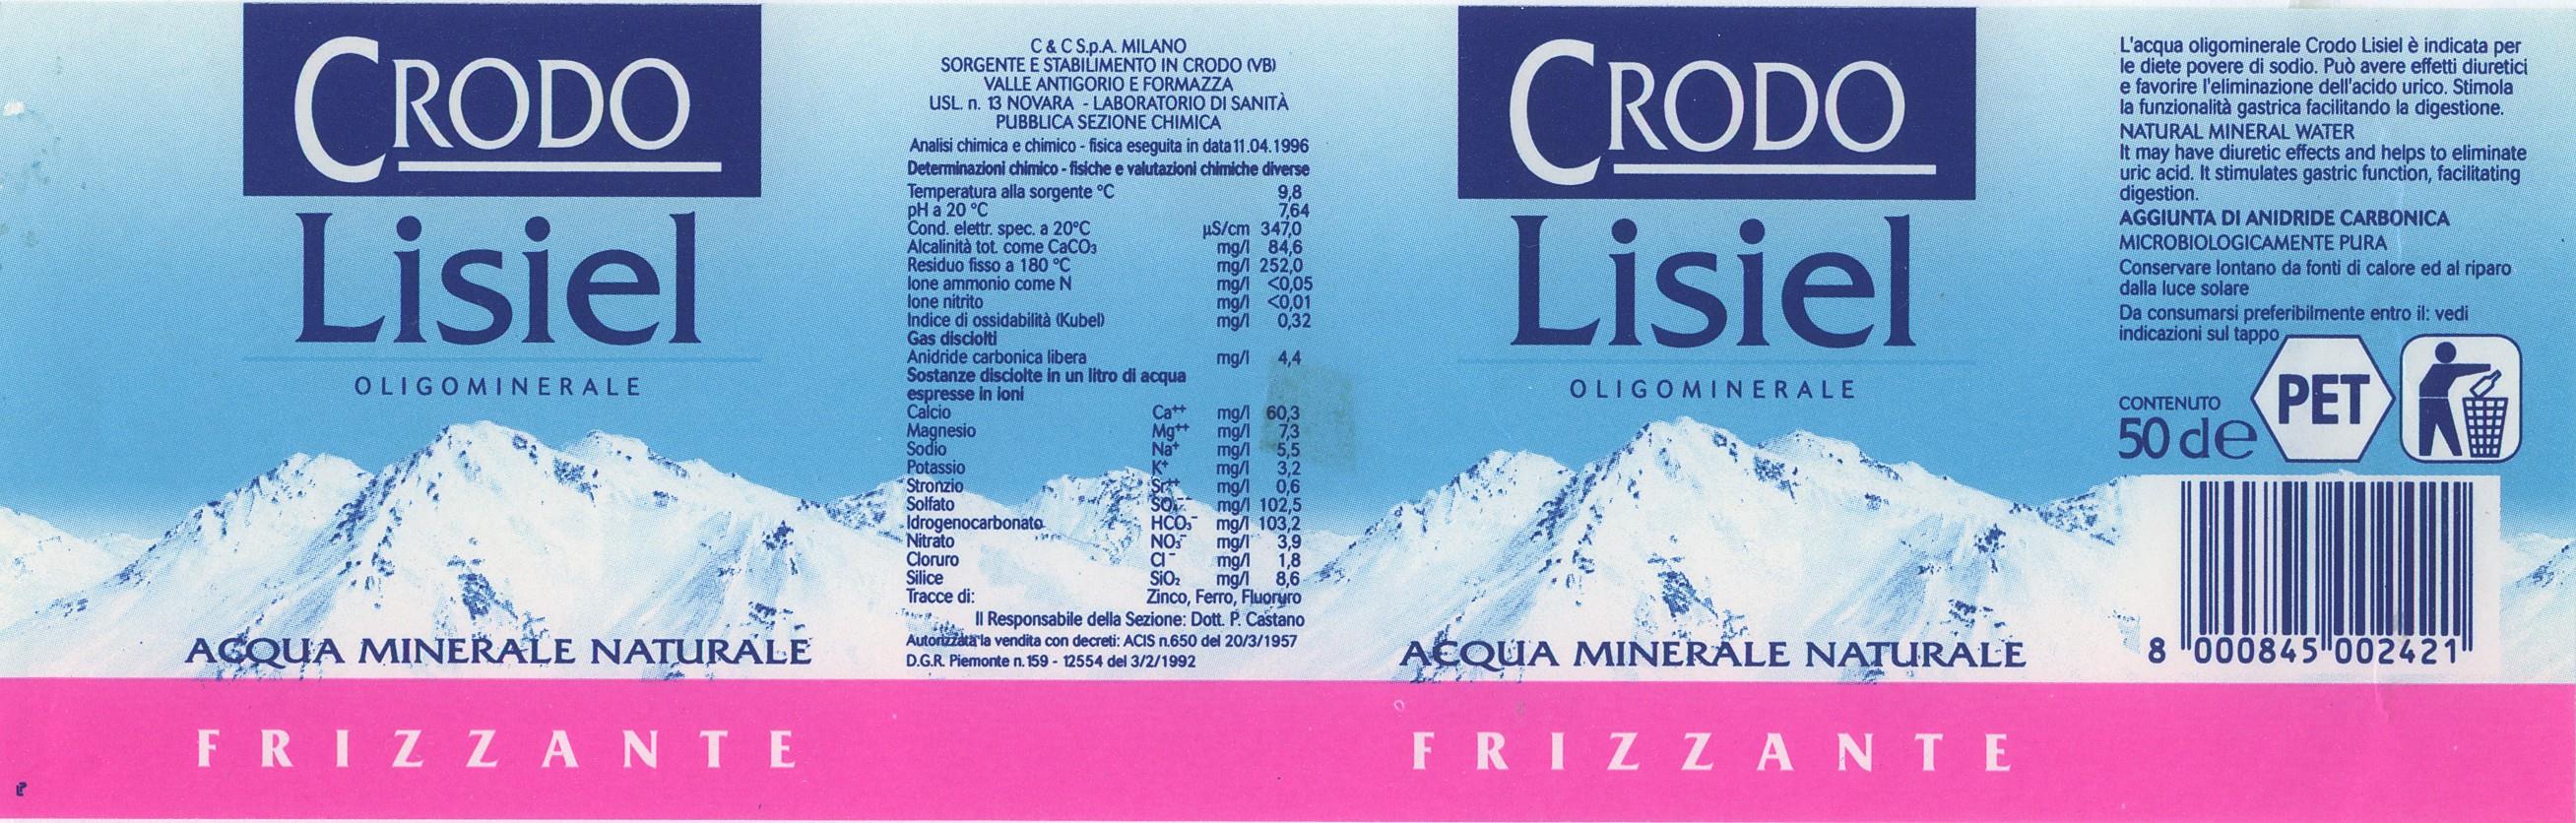 CRODO
Lisiel
OLIGOMINERALE
ACQUA MINERALE NATURALE
FRIZZANTE
C & C S.p.A. MILANO
SORGENTE E STABILIMENTO IN CRODO (VB)
VALLE ANTIGORIO E FORMAZZA
USL. n. 13 NOVARA - LABORATORIO DI SANITÀ
PUBBLICA SEZIONE CHIMICA
Analisi chimica e chimico - fisica eseguita in data 11.04.1996
Determinazioni chimico - fisiche e valutazioni chimiche diverse
Temperatura alla sorgente °C 9,8
pH a 20 °C 7,64
Cond. elettr. spec. a 20°C µS/cm 347,0
Alcalinità tot. come CaCO₃ mg/l 84,6
Residuo fisso a 180 °C mg/l 252,0
Ione ammonio come N mg/l <0,05
Ione nitrito mg/l <0,01
Indice di ossidabilità (Kubel) mg/l 0,32
Gas disciolti
Anidride carbonica libera mg/l 4,4
Sostanze disciolte in un litro di acqua
espresse in ioni
Calcio Ca⁺⁺ mg/l 60,3
Magnesio Mg⁺⁺ mg/l 7,3
Sodio Na⁺ mg/l 5,5
Potassio K⁺ mg/l 3,2
Stronzio Sr⁺⁺ mg/l 0,6
Solfato SO₄⁻⁻ mg/l 102,5
Idrogenocarbonato HCO₃⁻ mg/l 103,2
Nitrato NO₃⁻ mg/l 3,9
Cloruro Cl⁻ mg/l 1,8
Silice SiO₂ mg/l 8,6
Tracce di: Zinco, Ferro, Fluoruro
Il Responsabile della Sezione: Dott. P. Castano
Autorizzata la vendita con decreti: ACIS n.650 del 20/3/1957
D.G.R. Piemonte n. 159 - 12554 del 3/2/1992
CRODO
Lisiel
OLIGOMINERALE
ACQUA MINERALE NATURALE
FRIZZANTE
L'acqua oligominerale Crodo Lisiel è indicata per
le diete povere di sodio. Può avere effetti diuretici
e favorire l'eliminazione dell'acido urico. Stimola
la funzionalità gastrica facilitando la digestione.
NATURAL MINERAL WATER
It may have diuretic effects and helps to eliminate
uric acid. It stimulates gastric function, facilitating
digestion.
AGGIUNTA DI ANIDRIDE CARBONICA
MICROBIOLOGICAMENTE PURA
Conservare lontano da fonti di calore ed al riparo
dalla luce solare
Da consumarsi preferibilmente entro il: vedi
indicazioni sul tappo
PET
CONTENUTO
50 cl e
8 000845 002421